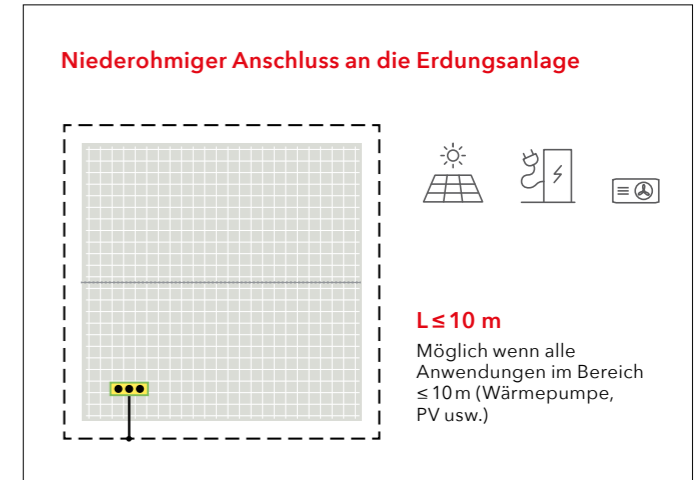 Niederohmiger Anschluss an die Erdungsanlage
L ≤ 10 m
Möglich wenn alle
Anwendungen im Bereich
≤ 10 m (Wärmepumpe,
PV usw.)